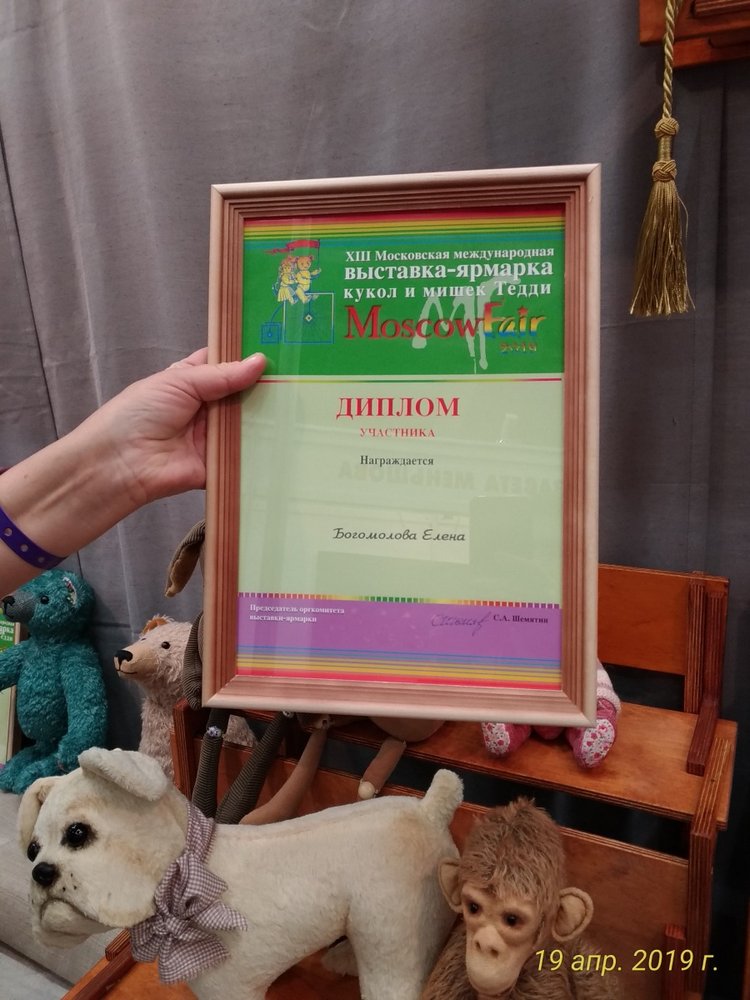 XIII Московская международная
выставка-ярмарка
кукол и мишек Тедди
MoscowFair
2019
ДИПЛОМ
УЧАСТНИКА
Награждается
Богомолова Елена
Председатель оргкомитета
выставки-ярмарки
С.А. Шемятин
19 апр. 2019 г.